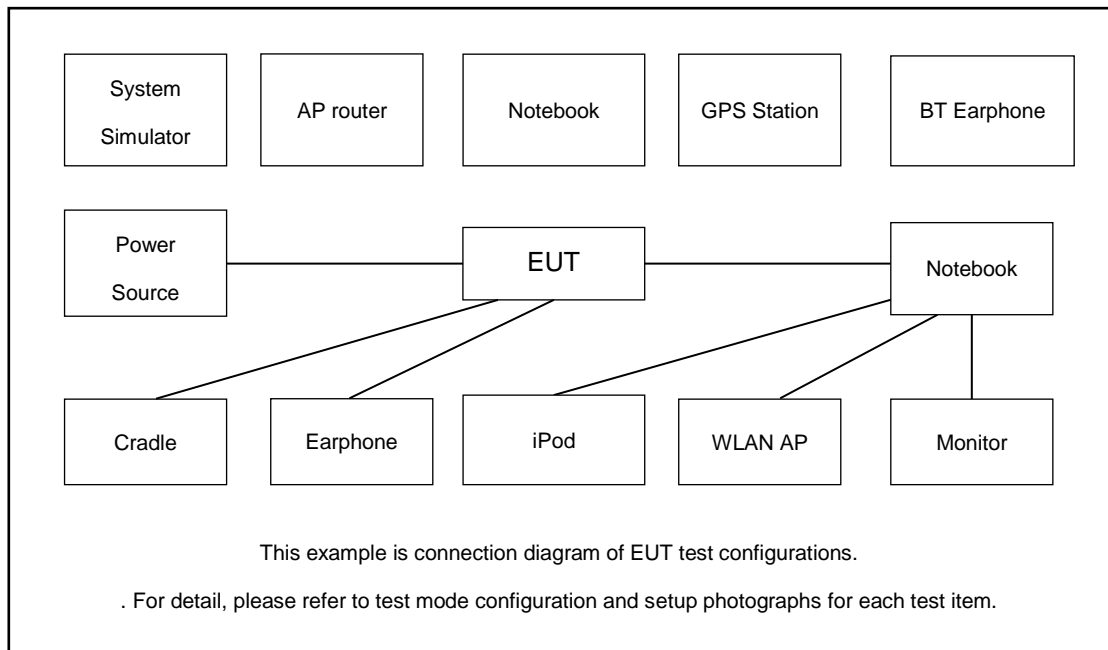 System
Simulator
AP router
Notebook
GPS Station
BT Earphone
Power
Source
EUT
Notebook
Cradle
Earphone
iPod
WLAN AP
Monitor
This example is connection diagram of EUT test configurations.
. For detail, please refer to test mode configuration and setup photographs for each test item.